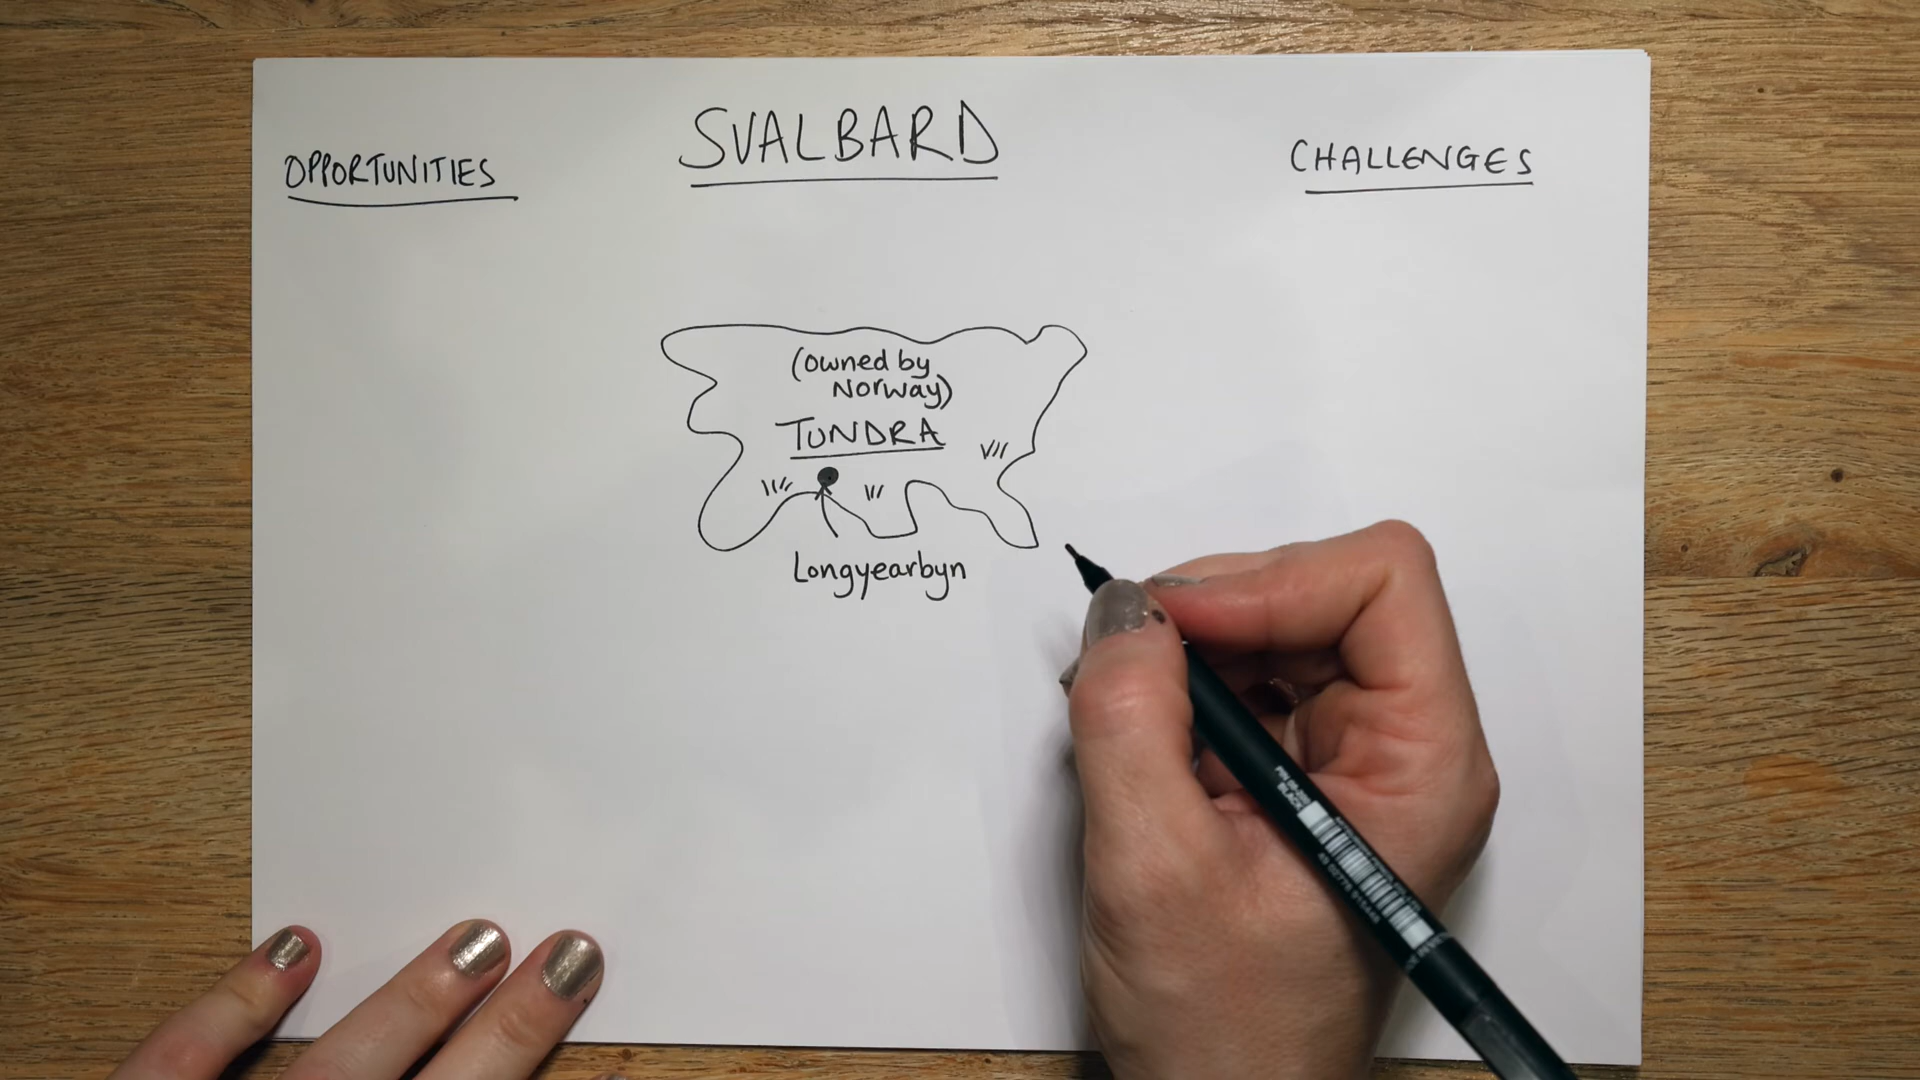 SVALBARD
OPPORTUNITIES
CHALLENGES
(owned by
Norway)
TUNDRA
Longyearbyn